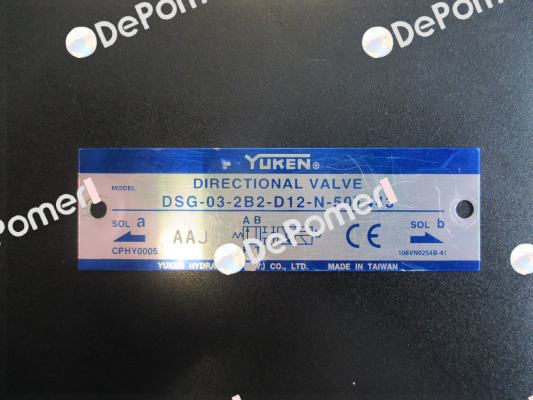 YUKEN®
DIRECTIONAL VALVE
MODEL
DSG-03-2B2-D12-N-50
SOL a
SOL b
A B
AAJ
CE
CPHY0005
106VN0254B-41
YUKEN CO., LTD. MADE IN TAIWAN
DePomeri
DePomeri
DePomeri
DePomeri
DePomeri